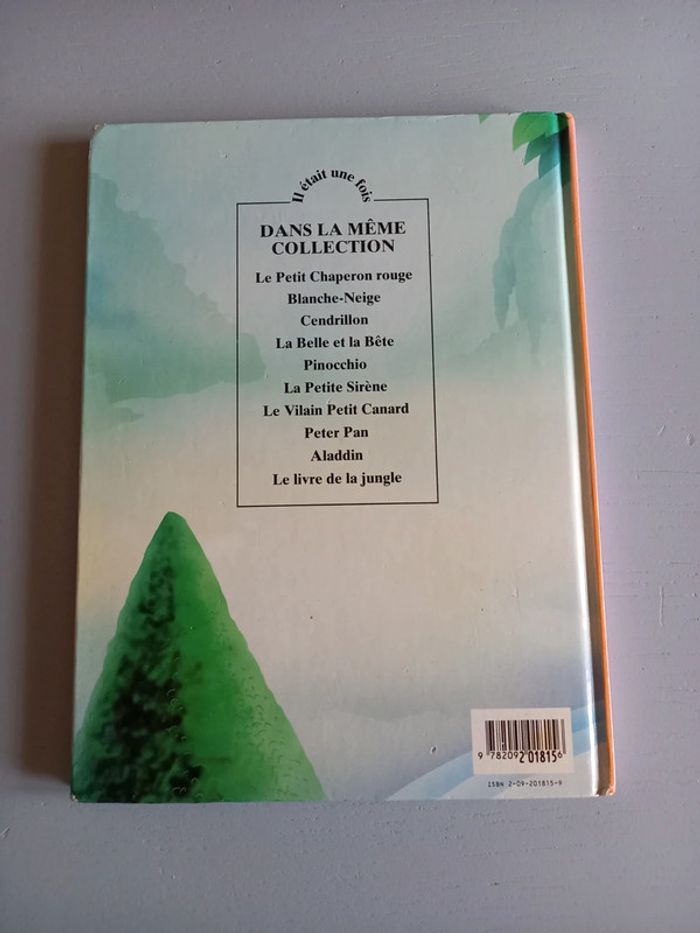 Il était une fois
DANS LA MÊME
COLLECTION
Le Petit Chaperon rouge
Blanche-Neige
Cendrillon
La Belle et la Bête
Pinocchio
La Petite Sirène
Le Vilain Petit Canard
Peter Pan
Aladdin
Le livre de la jungle
9 782092 018156
ISBN 2-09-201815-9